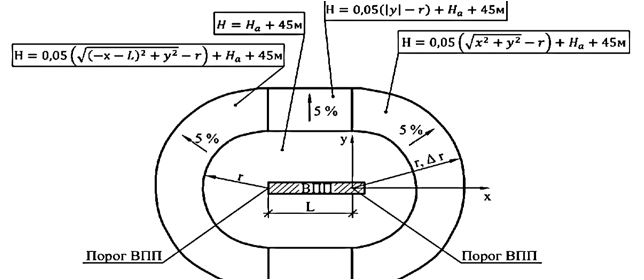 H = Hₐ + 45м
H = 0,05(|y| − r) + Hₐ + 45м
H = 0,05 (√(−x − L)² + y² − r) + Hₐ + 45м
H = 0,05 (√x² + y² − r) + Hₐ + 45м
5 %
5 %
5 %
y
r, Δ r
r
ВПП
x
L
Порог ВПП
Порог ВПП